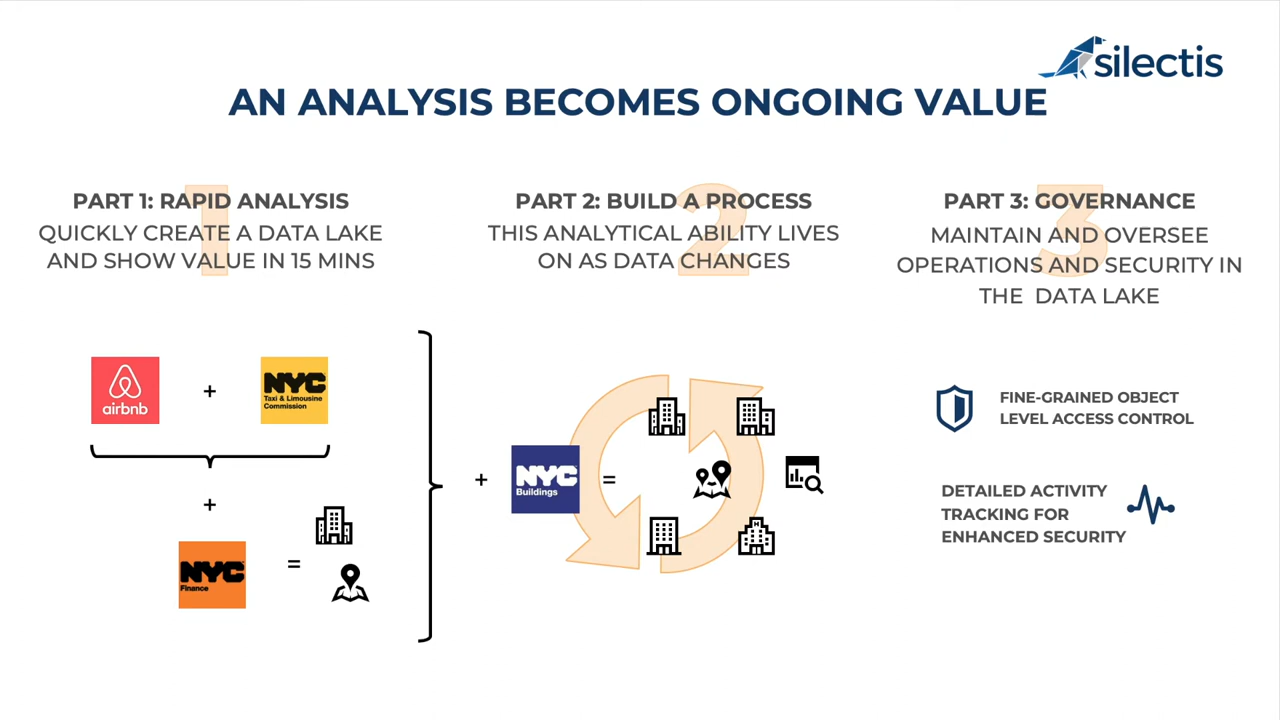 silectis
AN ANALYSIS BECOMES ONGOING VALUE
1
PART 1: RAPID ANALYSIS
QUICKLY CREATE A DATA LAKE
AND SHOW VALUE IN 15 MINS
airbnb
+
NYC
Taxi & Limousine
Commission
+
NYC
Finance
=
2
PART 2: BUILD A PROCESS
THIS ANALYTICAL ABILITY LIVES
ON AS DATA CHANGES
+
NYC
Buildings
=
H
3
PART 3: GOVERNANCE
MAINTAIN AND OVERSEE
OPERATIONS AND SECURITY IN
THE DATA LAKE
FINE-GRAINED OBJECT
LEVEL ACCESS CONTROL
DETAILED ACTIVITY
TRACKING FOR
ENHANCED SECURITY